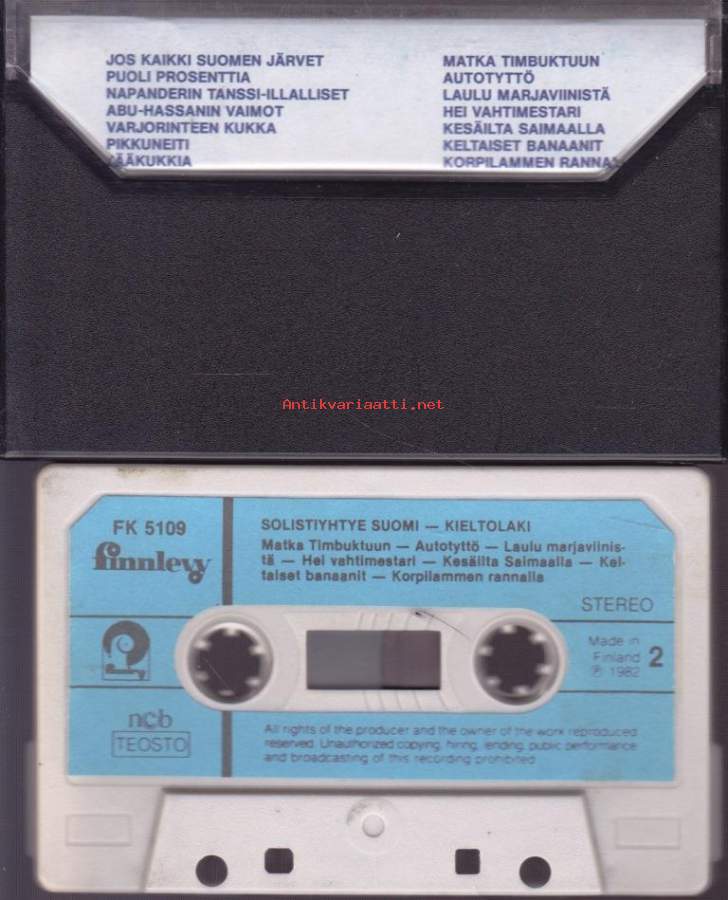 JOS KAIKKI SUOMEN JÄRVET
PUOLI PROSENTTIA
NAPANDERIN TANSSI-ILLALLISET
ABU-HASSANIN VAIMOT
VARJORINTEEN KUKKA
PIKKUNEITI
MATKA TIMBUKTUUN
AUTOTYTTÖ
LAULU MARJAVIINISTÄ
HEI VAHTIMESTARI
KESÄILTA SAIMAALLA
KELTAISET BANAANIT
KORPILAMMEN
Antikvariaatti.net
FK 5109
finnlevy
SOLISTIYHTYE SUOMI — KIELTOLAKI
Matka Timbuktuun — Autotyttö — Laulu marjaviinis-
tä — Hei vahtimestari — Kesäilta Saimaalla — Kel-
taiset banaanit — Korpilammen rannalla
STEREO
Made in
Finland
℗ 1982
2
ncb
TEOSTO
All rights of the producer and the owner of the work reproduced
reserved. Unauthorized copying, hiring, lending, public performance
and broadcasting of this recording prohibited